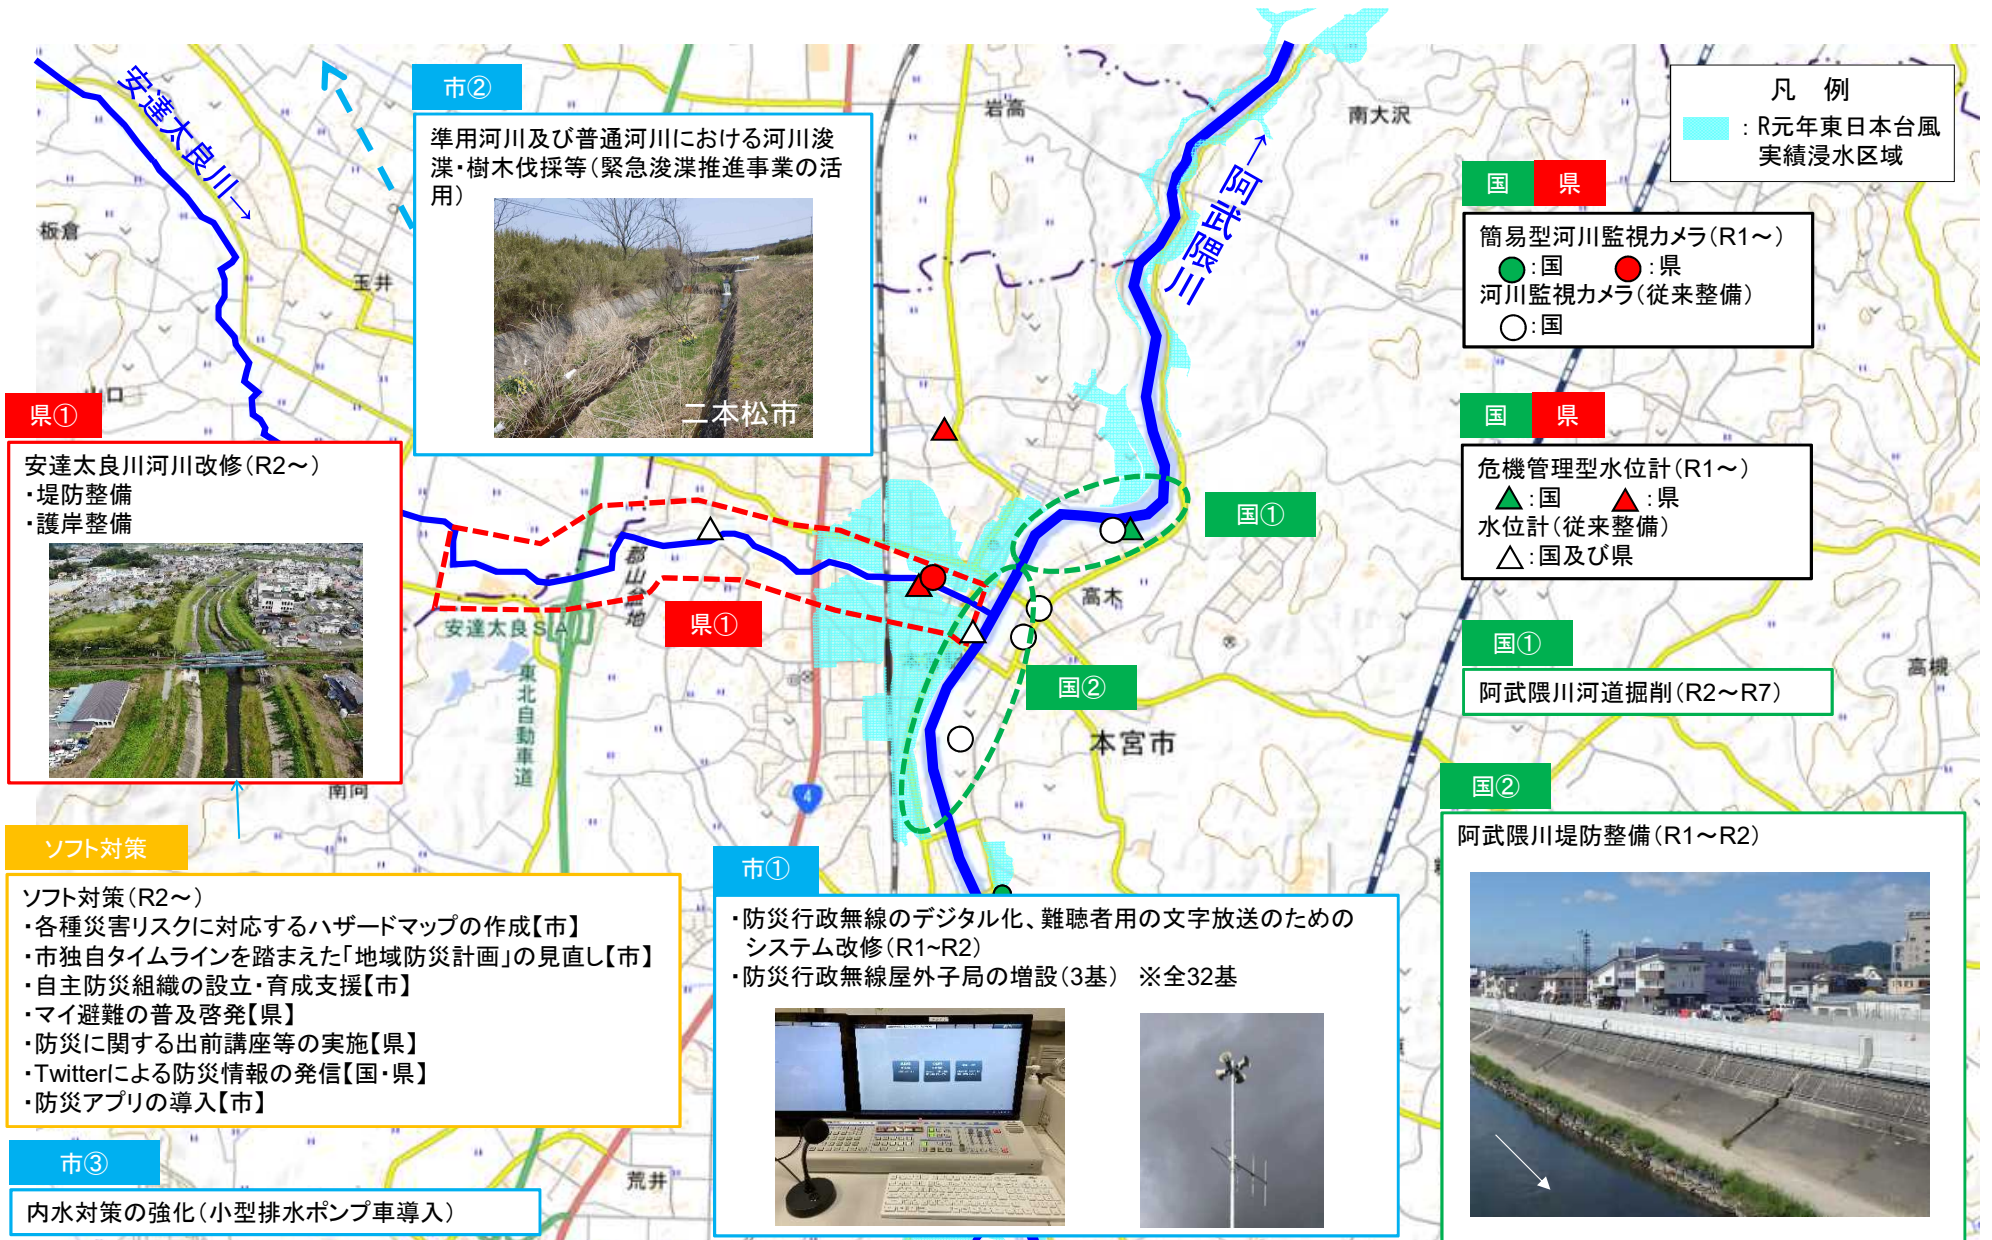 安達太良川→
市②
準用河川及び普通河川における河川浚
渫・樹木伐採等(緊急浚渫推進事業の活
用)
二本松市
岩高
南大沢
←阿武隈川
凡 例
:R元年東日本台風
実績浸水区域
国 県
簡易型河川監視カメラ(R1～)
:国 :県
河川監視カメラ(従来整備)
:国
国 県
危機管理型水位計(R1～)
:国 :県
水位計(従来整備)
:国及び県
板倉
玉井
県①
安達太良川河川改修(R2～)
・堤防整備
・護岸整備
国①
県①
郡山台地
安達太良SA
東北自動車道
高木
国②
本宮市
4
国①
阿武隈川河道掘削(R2～R7)
高槻
国②
阿武隈川堤防整備(R1～R2)
ソフト対策
ソフト対策(R2～)
・各種災害リスクに対応するハザードマップの作成【市】
・市独自タイムラインを踏まえた「地域防災計画」の見直し【市】
・自主防災組織の設立・育成支援【市】
・マイ避難の普及啓発【県】
・防災に関する出前講座等の実施【県】
・Twitterによる防災情報の発信【国・県】
・防災アプリの導入【市】
市①
・防災行政無線のデジタル化、難聴者用の文字放送のための
システム改修(R1~R2)
・防災行政無線屋外子局の増設(3基) ※全32基
市③
内水対策の強化(小型排水ポンプ車導入)
荒井